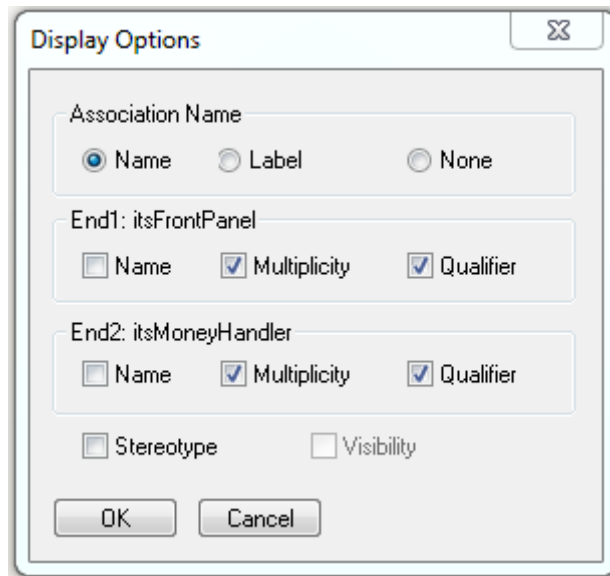 Display Options
Association Name
Name Label None
End1: itsFrontPanel
Name Multiplicity Qualifier
End2: itsMoneyHandler
Name Multiplicity Qualifier
Stereotype Visibility
OK Cancel